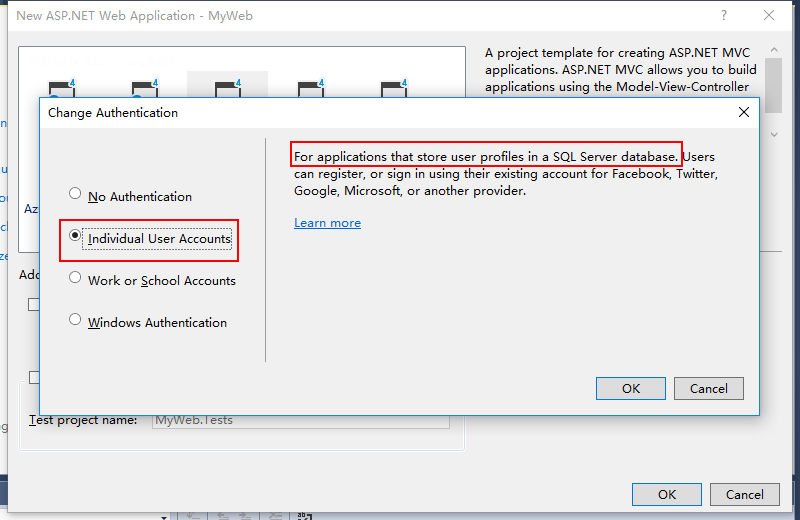 New ASP.NET Web Application - MyWeb
?
A project template for creating ASP.NET MVC
applications. ASP.NET MVC allows you to build
applications using the Model-View-Controller
4 4 4 4 4
Change Authentication
For applications that store user profiles in a SQL Server database. Users
can register, or sign in using their existing account for Facebook, Twitter,
Google, Microsoft, or another provider.
Learn more
No Authentication
Individual User Accounts
Work or School Accounts
Windows Authentication
OK
Cancel
Test project name:
MyWeb.Tests
OK
Cancel